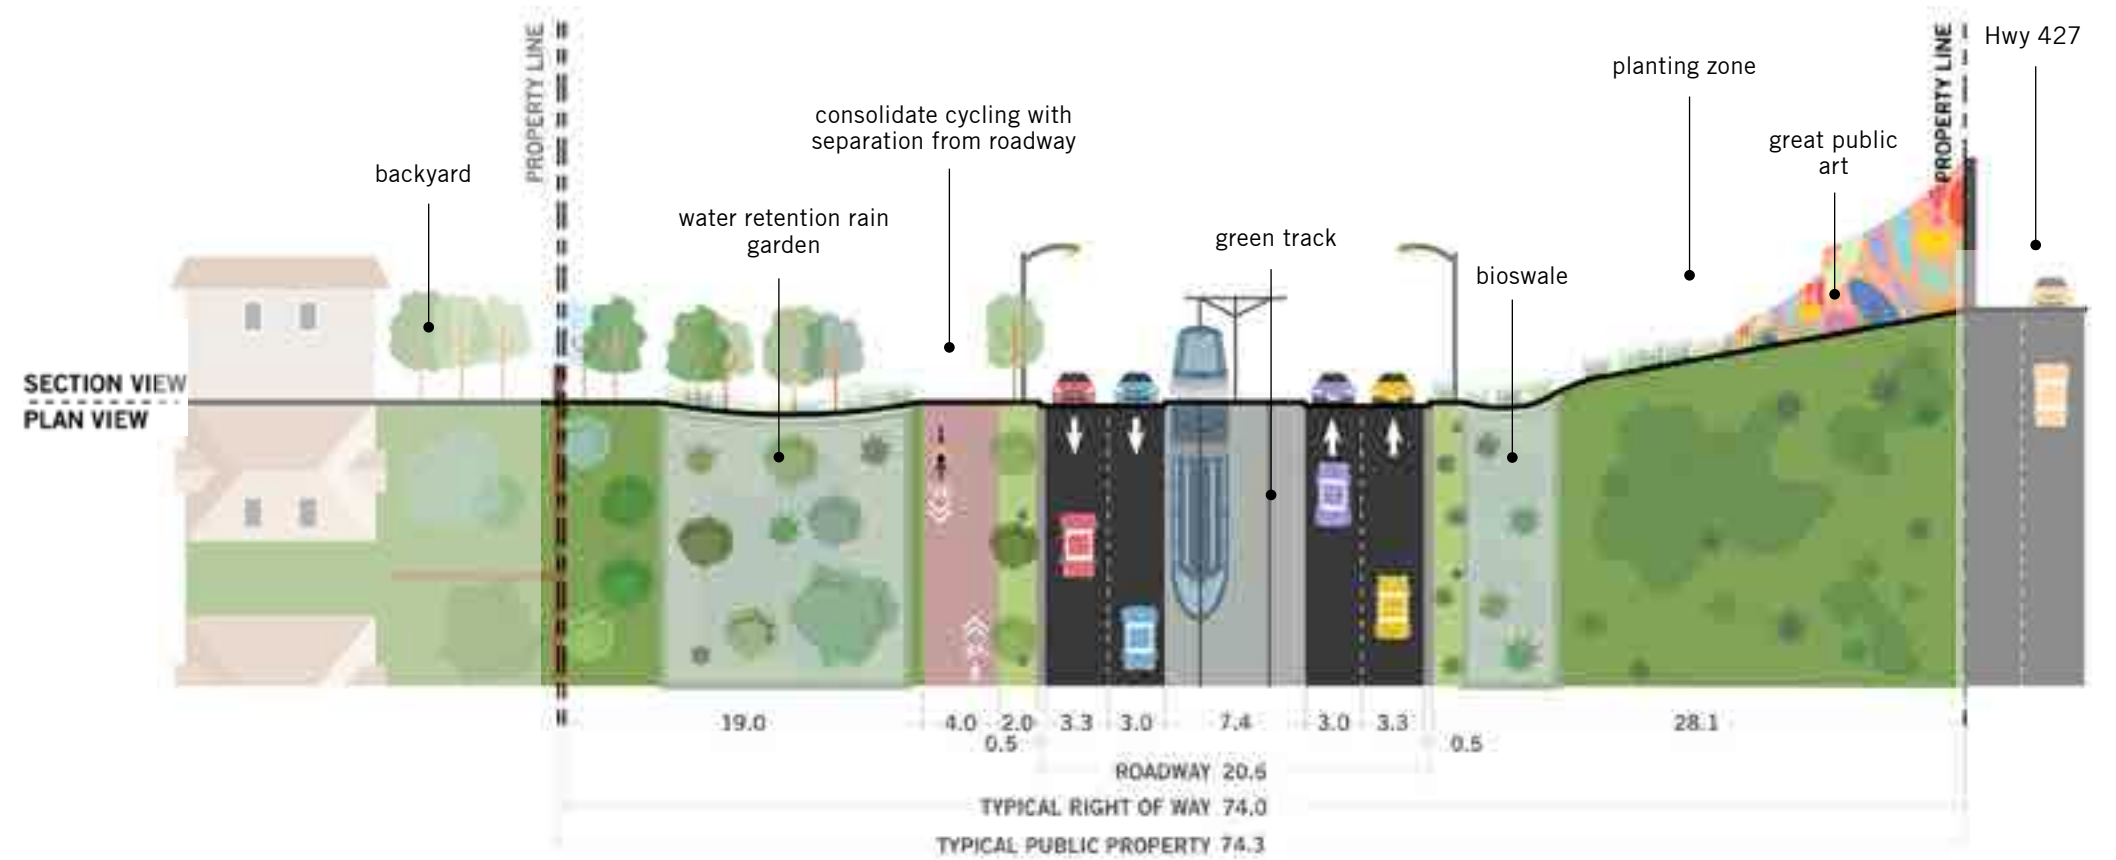 PROPERTY LINE
PROPERTY LINE
Hwy 427
planting zone
consolidate cycling with
separation from roadway
great public
art
backyard
water retention rain
garden
green track
bioswale
SECTION VIEW
PLAN VIEW
19.0
4.0
2.0
3.3
3.0
7.4
3.0
3.3
28.1
0.5
0.5
ROADWAY 20.6
TYPICAL RIGHT OF WAY 74.0
TYPICAL PUBLIC PROPERTY 74.3